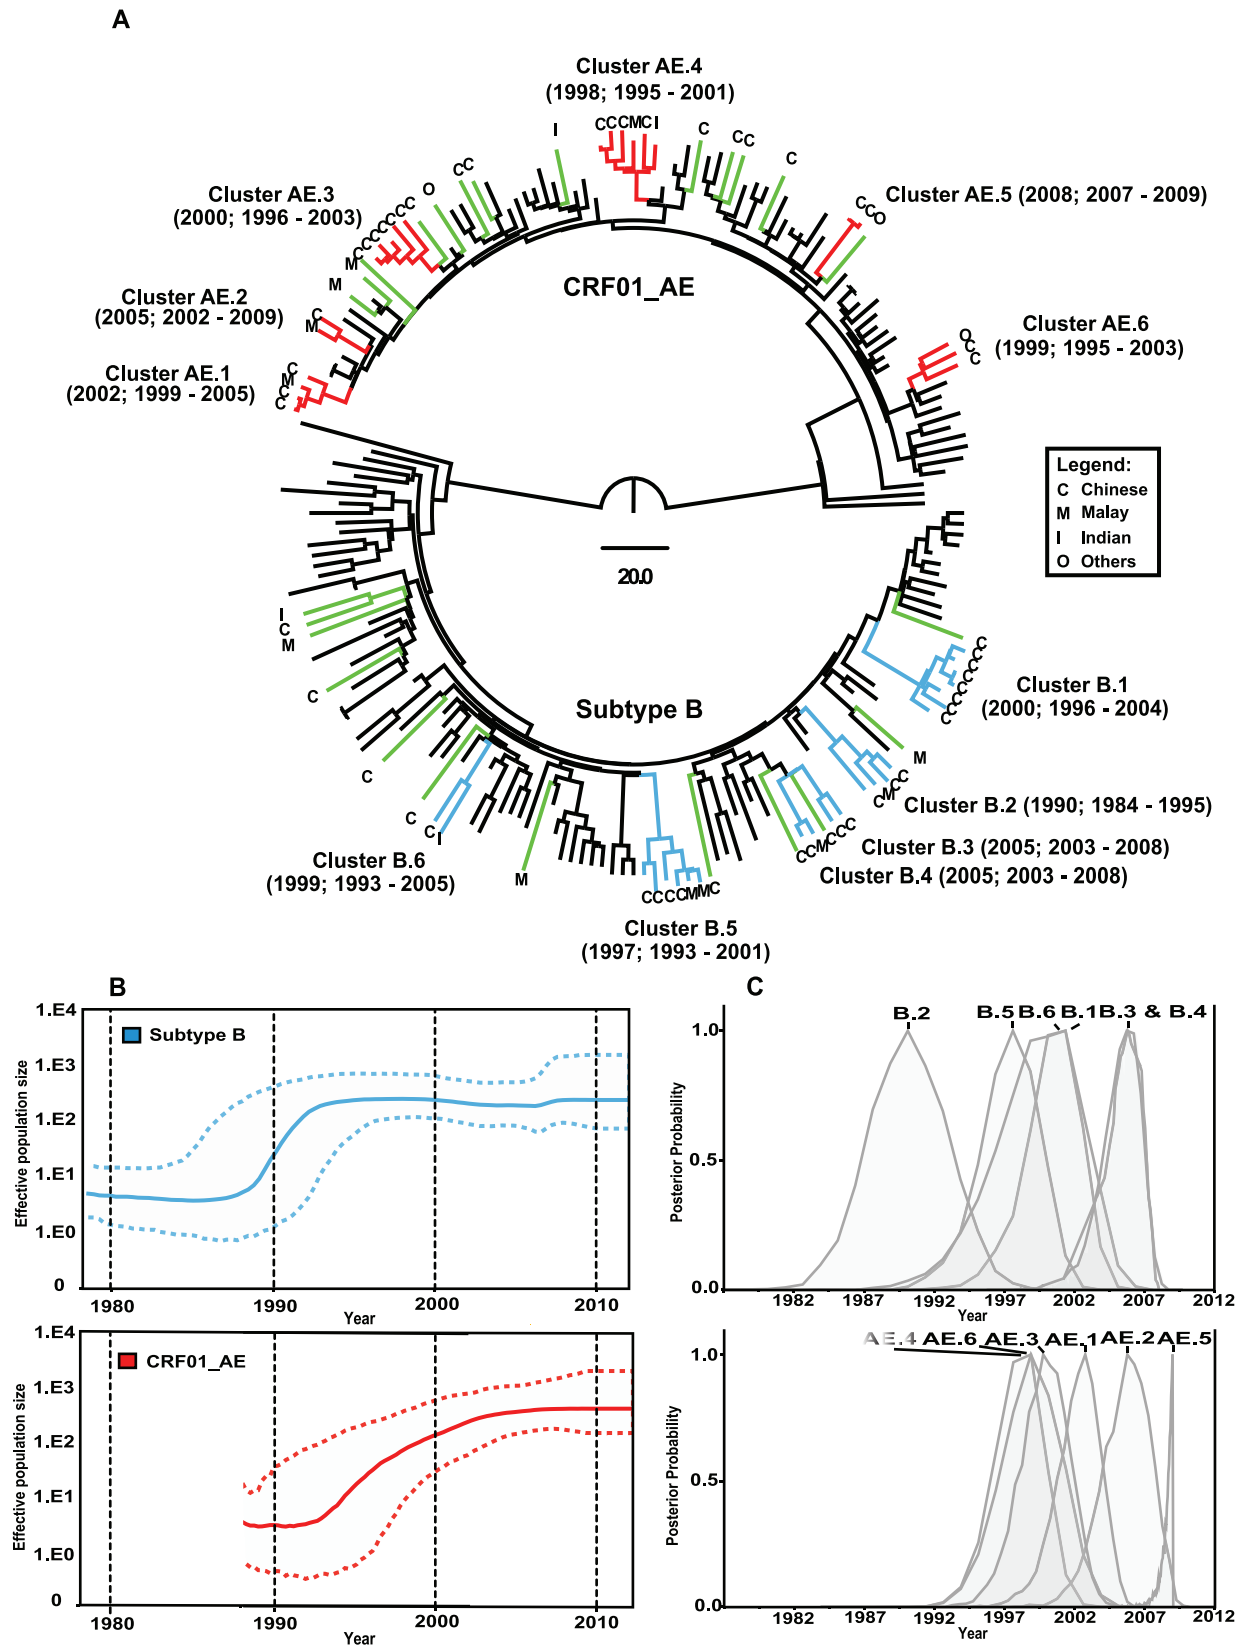 A
Cluster AE.4
(1998; 1995 - 2001)
C C C M C I
I
C
C C
C
C C
O
Cluster AE.3
(2000; 1996 - 2003)
C C C C C C C
M
M
Cluster AE.5 (2008; 2007 - 2009)
C C O
CRF01_AE
Cluster AE.2
(2005; 2002 - 2009)
C
M
Cluster AE.6
(1999; 1995 - 2003)
O
C
C
Cluster AE.1
(2002; 1999 - 2005)
C
M
C
C
Legend:
C Chinese
M Malay
I Indian
O Others
20.0
I
C
M
C
C
C
C I
M
Subtype B
C
Cluster B.1
(2000; 1996 - 2004)
M
C M C C
Cluster B.2 (1990; 1984 - 1995)
C C M C C C
Cluster B.3 (2005; 2003 - 2008)
Cluster B.4 (2005; 2003 - 2008)
Cluster B.6
(1999; 1993 - 2005)
C C C C M M M C
Cluster B.5
(1997; 1993 - 2001)
B
Effective population size
1.E4
1.E3
1.E2
1.E1
1.E0
0
Subtype B
1980 1990 2000 2010
Year
Effective population size
1.E4
1.E3
1.E2
1.E1
1.E0
0
CRF01_AE
1980 1990 2000 2010
Year
C
Posterior Probability
1.0
0.5
0.0
B.2 B.5 B.6 B.1 B.3 & B.4
1982 1987 1992 1997 2002 2007 2012
Year
Posterior Probability
1.0
0.5
0.0
AE.4 AE.6 AE.3 AE.1 AE.2 AE.5
1982 1987 1992 1997 2002 2007 2012
Year